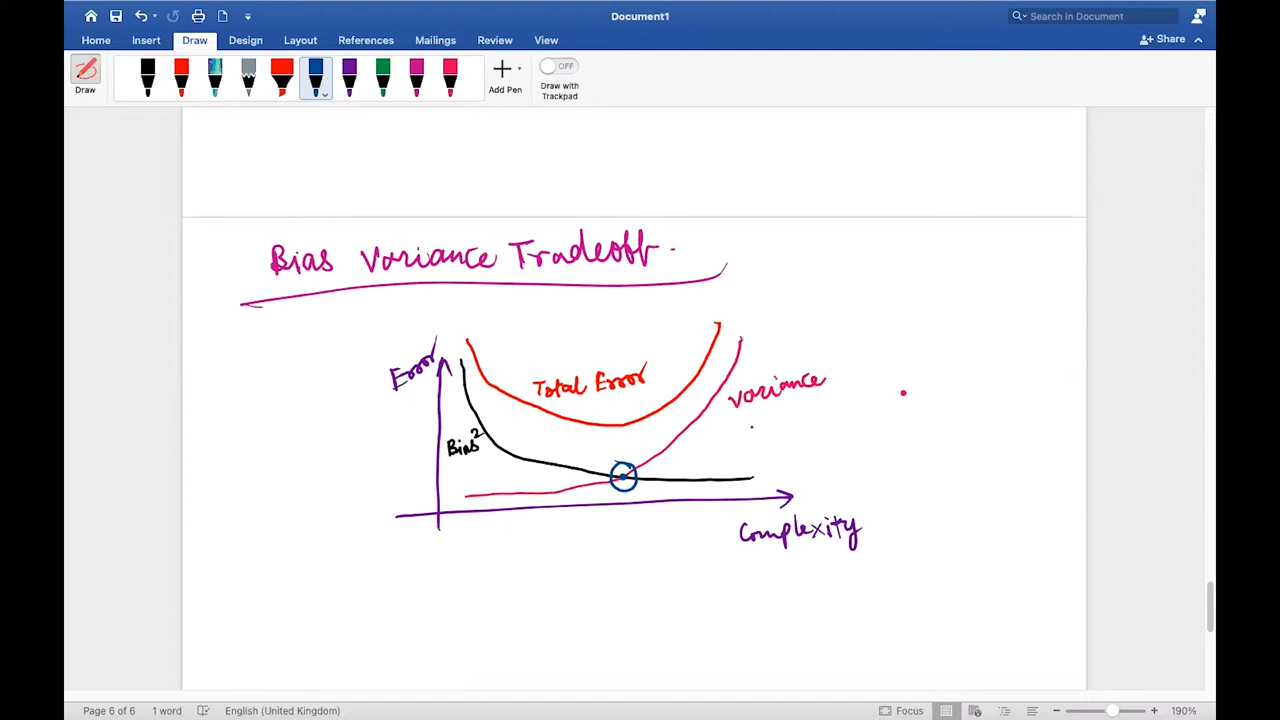 Document1
Search in Document
Home Insert Draw Design Layout References Mailings Review View
Share
Draw
Add Pen
OFF
Draw with
Trackpad
Bias Variance Tradeoff.
Error
Total Error
Variance
Bias²
Complexity
Page 6 of 6 1 word English (United Kingdom) Focus 190%